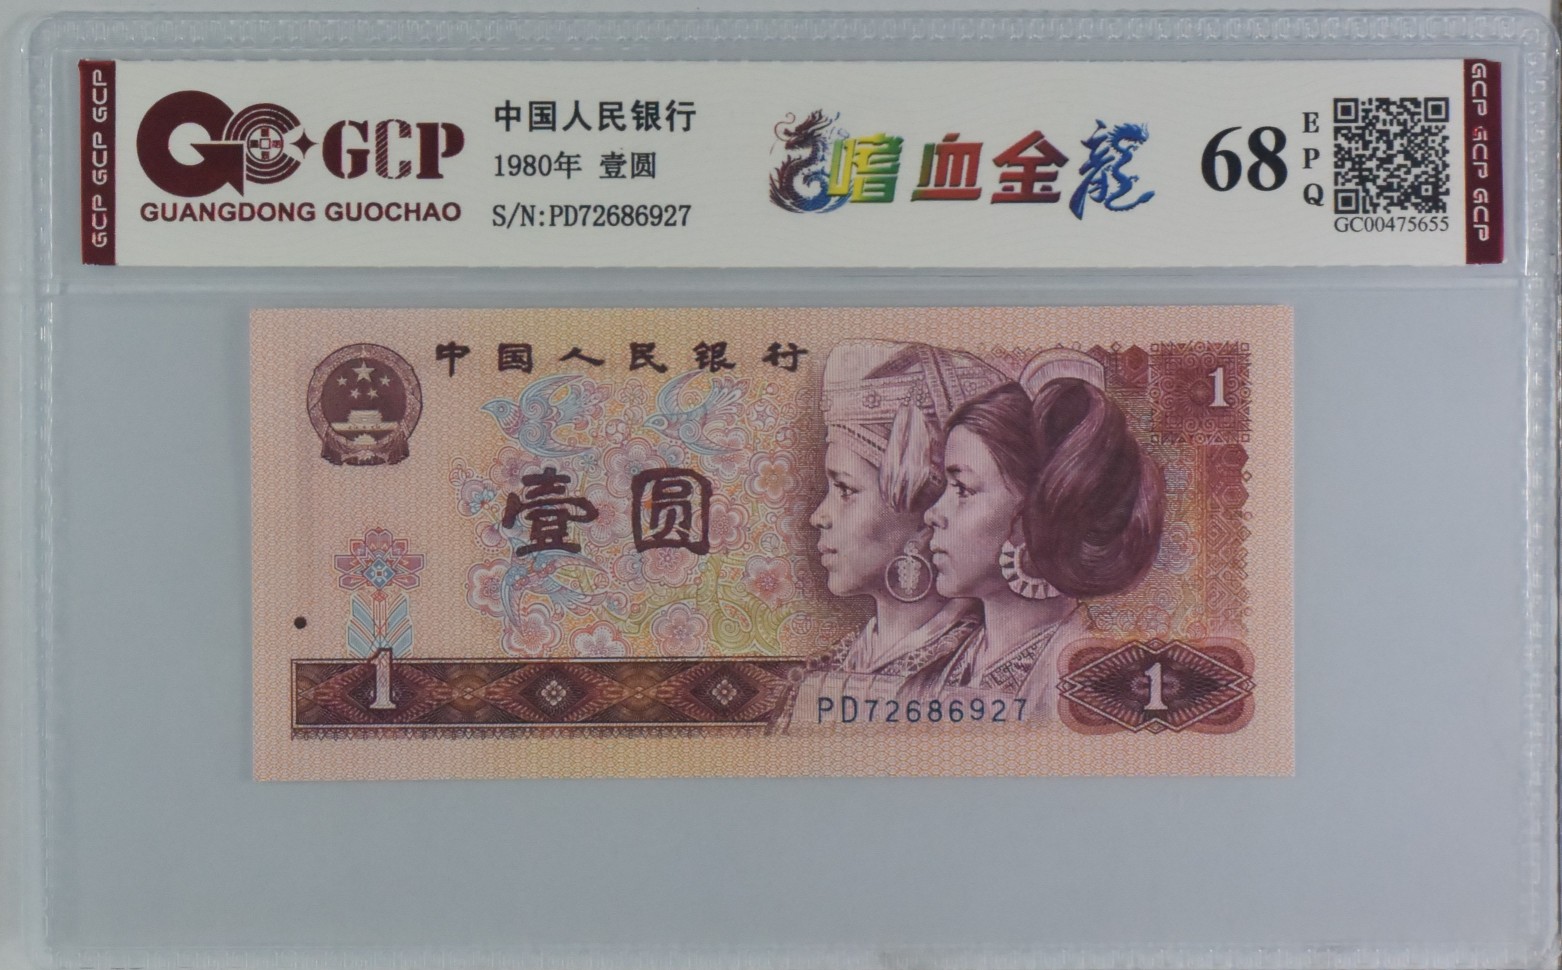 GCP GCP GCP
GCP
GUANGDONG GUOCHAO
中国人民银行
1980年 壹圆
S/N:PD72686927
嗜血金龍
68
EPQ
GC00475655
GCP GCP GCP
中国人民银行
1
壹圆
1
PD72686927
1